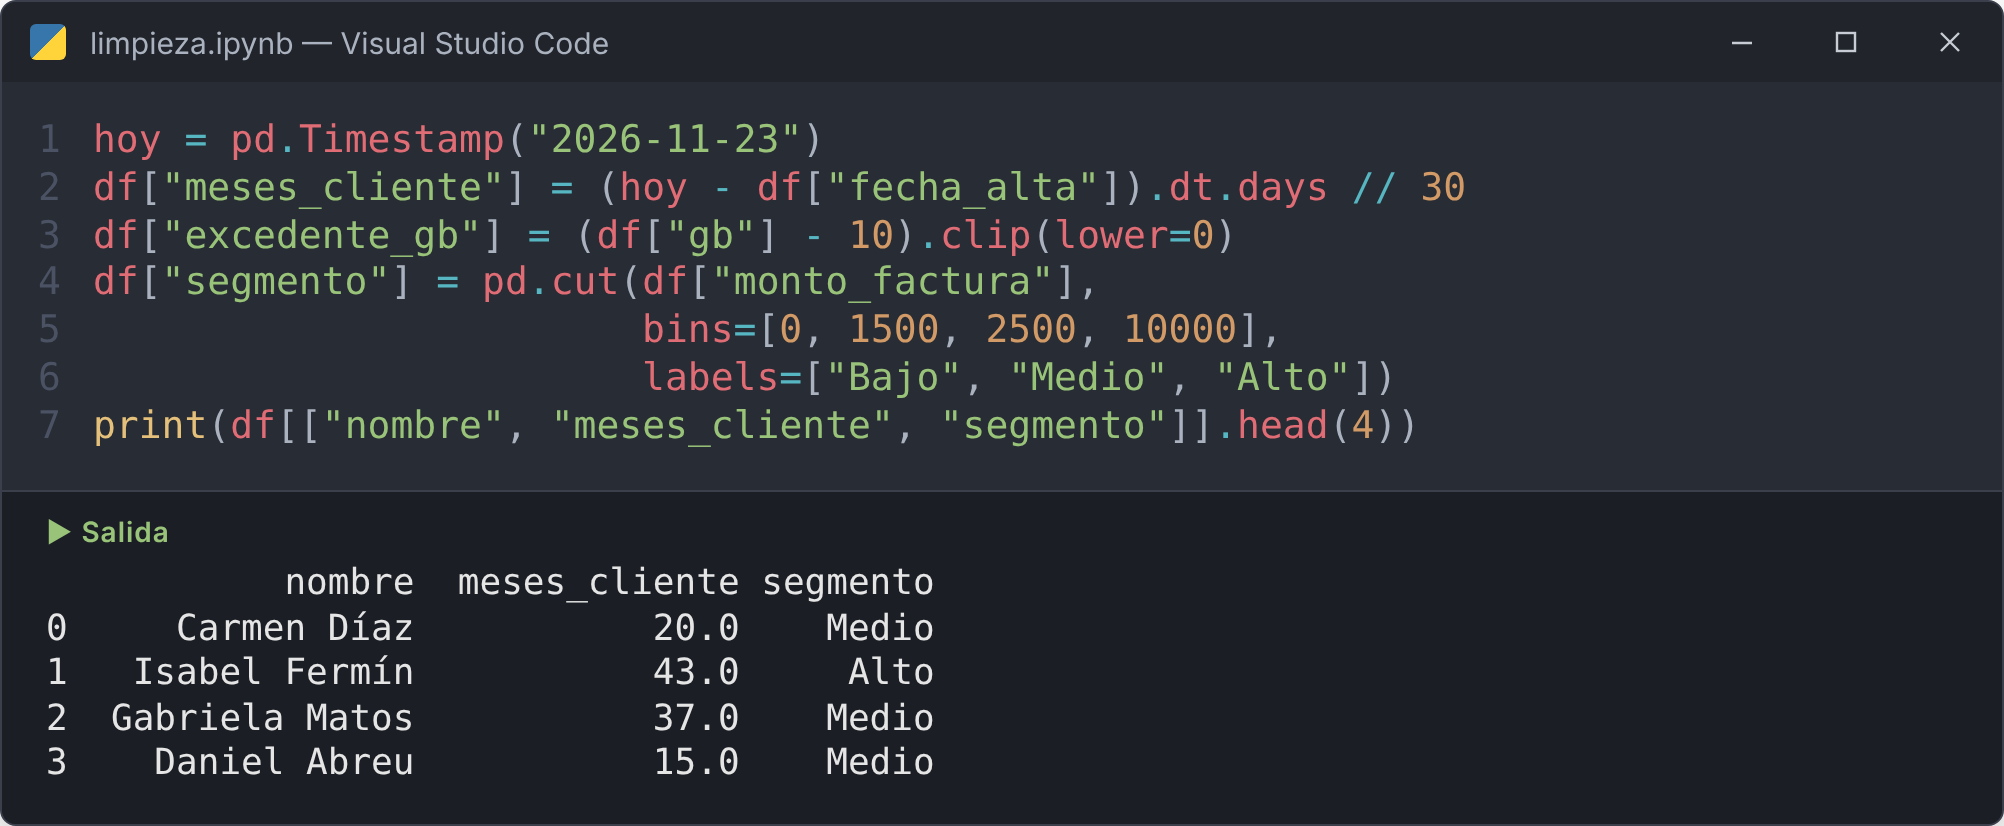 limpieza.ipynb — Visual Studio Code
1 hoy = pd.Timestamp("2026-11-23")
2 df["meses_cliente"] = (hoy - df["fecha_alta"]).dt.days // 30
3 df["excedente_gb"] = (df["gb"] - 10).clip(lower=0)
4 df["segmento"] = pd.cut(df["monto_factura"],
5                         bins=[0, 1500, 2500, 10000],
6                         labels=["Bajo", "Medio", "Alto"])
7 print(df[["nombre", "meses_cliente", "segmento"]].head(4))
▶ Salida
           nombre  meses_cliente segmento
0     Carmen Díaz           20.0    Medio
1   Isabel Fermín           43.0     Alto
2  Gabriela Matos           37.0    Medio
3    Daniel Abreu           15.0    Medio